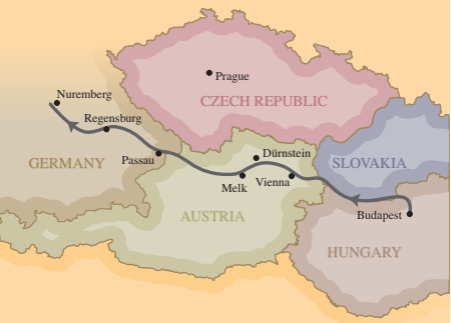 Prague
Nuremberg
CZECH REPUBLIC
Regensburg
Dürnstein
Passau
GERMANY
SLOVAKIA
Vienna
Melk
Budapest
AUSTRIA
HUNGARY